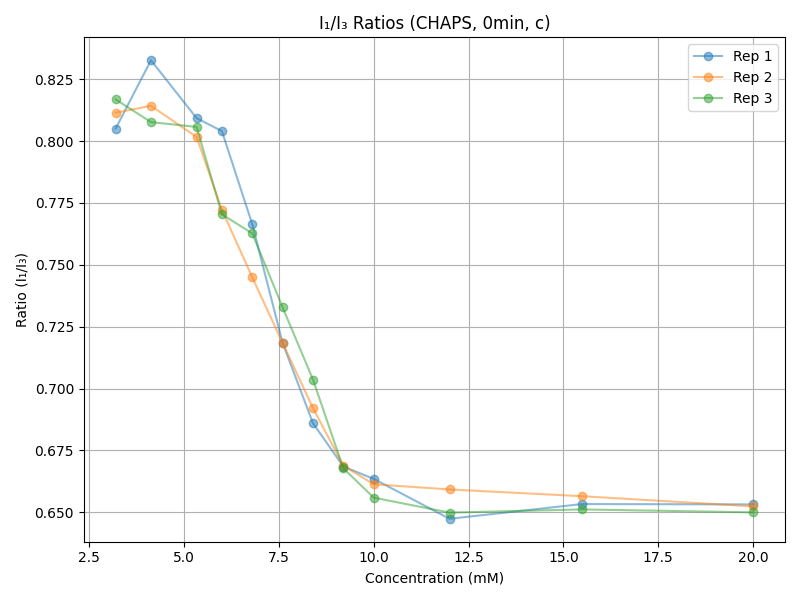 I₁/I₃ Ratios (CHAPS, 0min, c)
Rep 1
Rep 2
Rep 3
Ratio (I₁/I₃)
0.825
0.800
0.775
0.750
0.725
0.700
0.675
0.650
2.5 5.0 7.5 10.0 12.5 15.0 17.5 20.0
Concentration (mM)